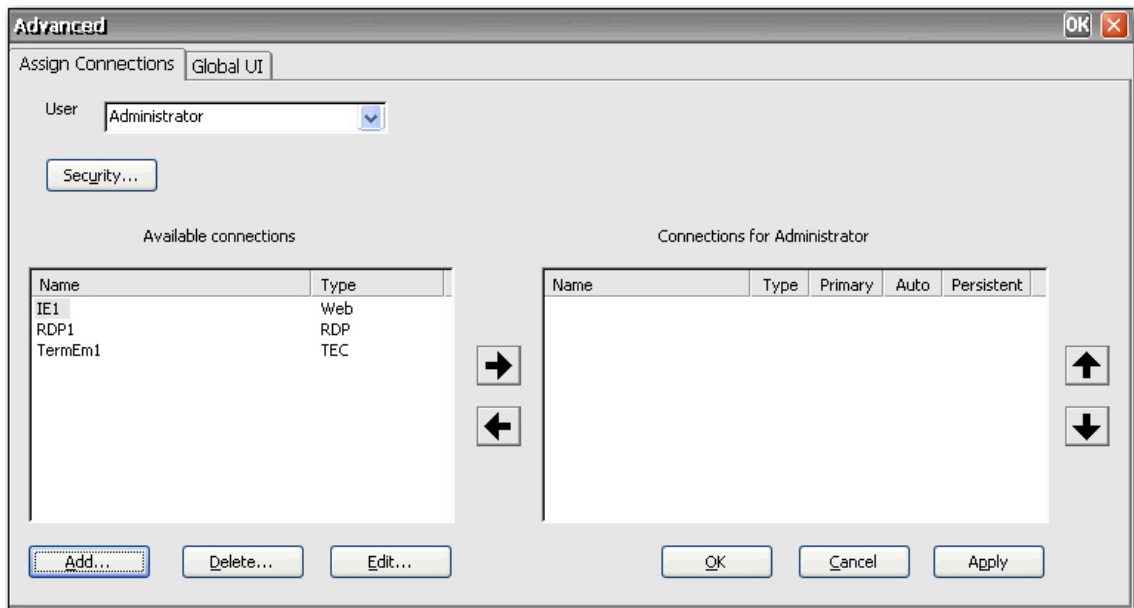 Advanced OK
Assign Connections Global UI
User Administrator
Security...
Available connections Connections for Administrator
Name Type Name Type Primary Auto Persistent
IE1 Web
RDP1 RDP
TermEm1 TEC
Add... Delete... Edit... OK Cancel Apply